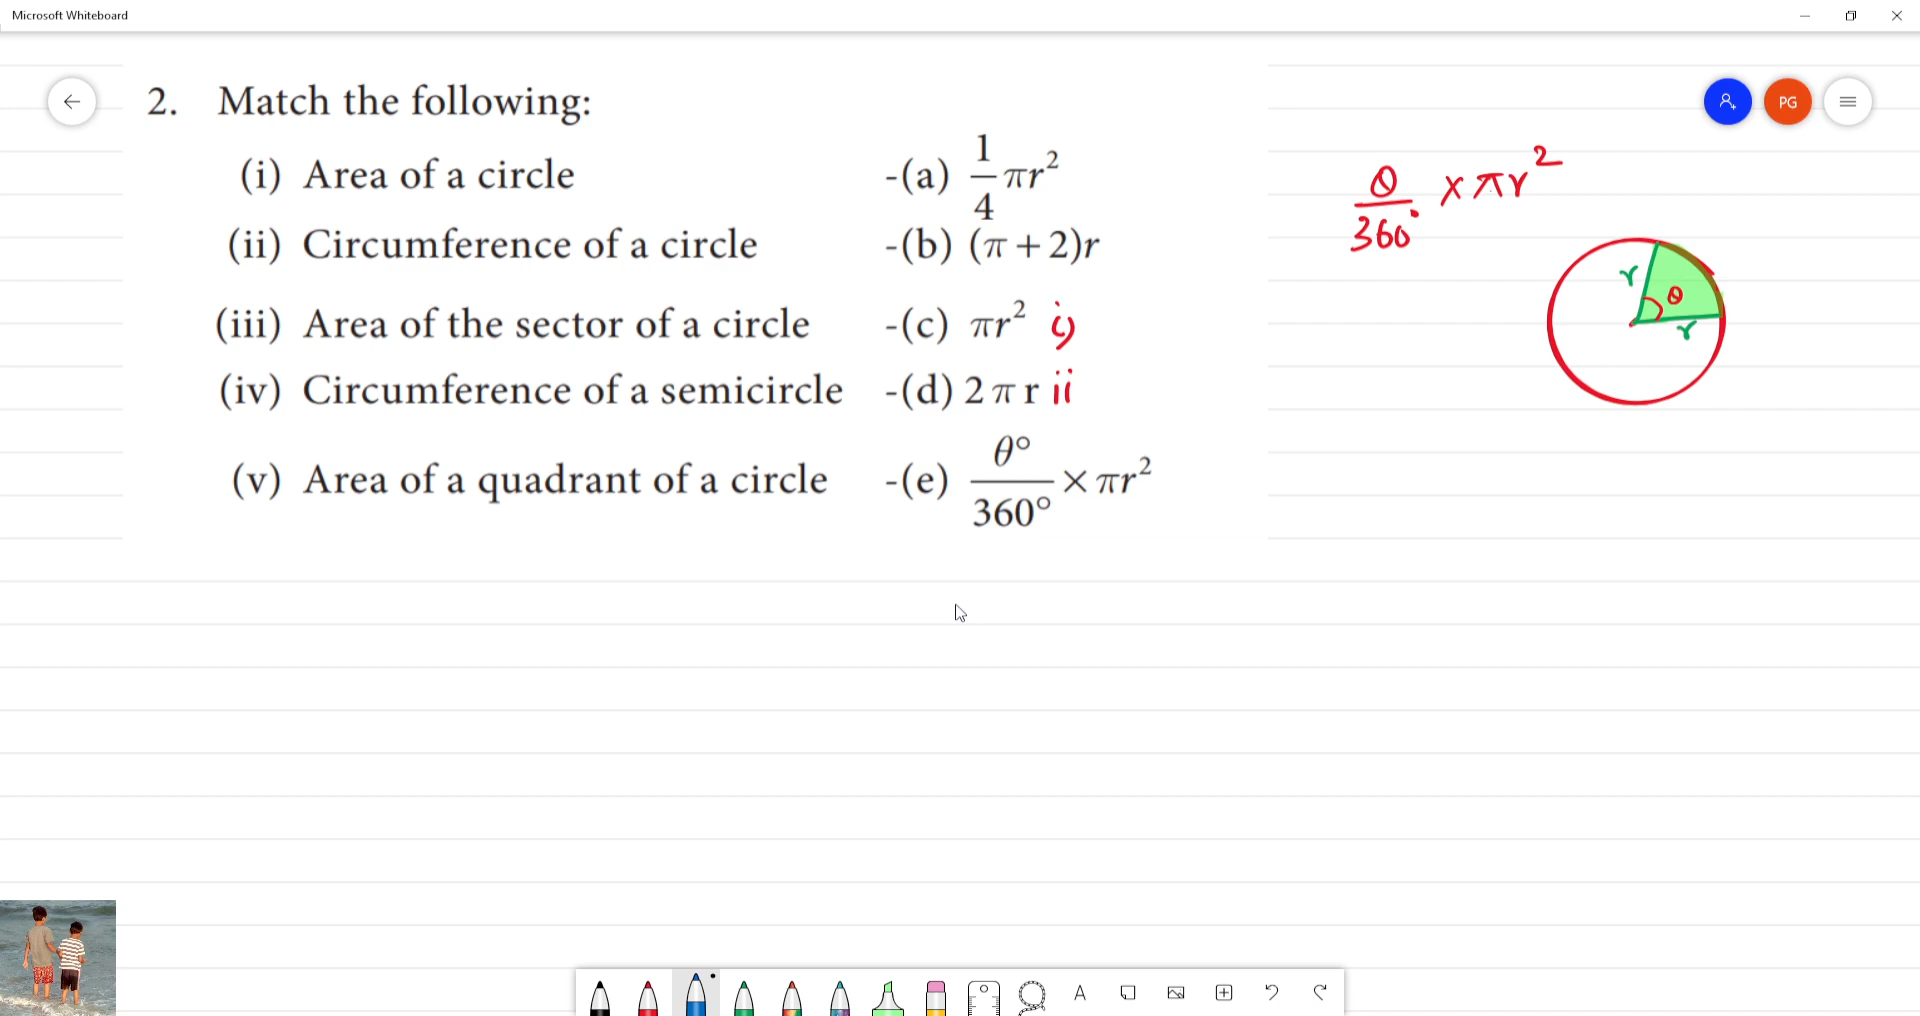 Microsoft Whiteboard
PG
2. Match the following:
(i) Area of a circle -(a) 1/4 πr²
(ii) Circumference of a circle -(b) (π+2)r
(iii) Area of the sector of a circle -(c) πr² i)
(iv) Circumference of a semicircle -(d) 2πr ii
(v) Area of a quadrant of a circle -(e) θ°/360° × πr²
θ/360° × πr²
r
θ
r
A